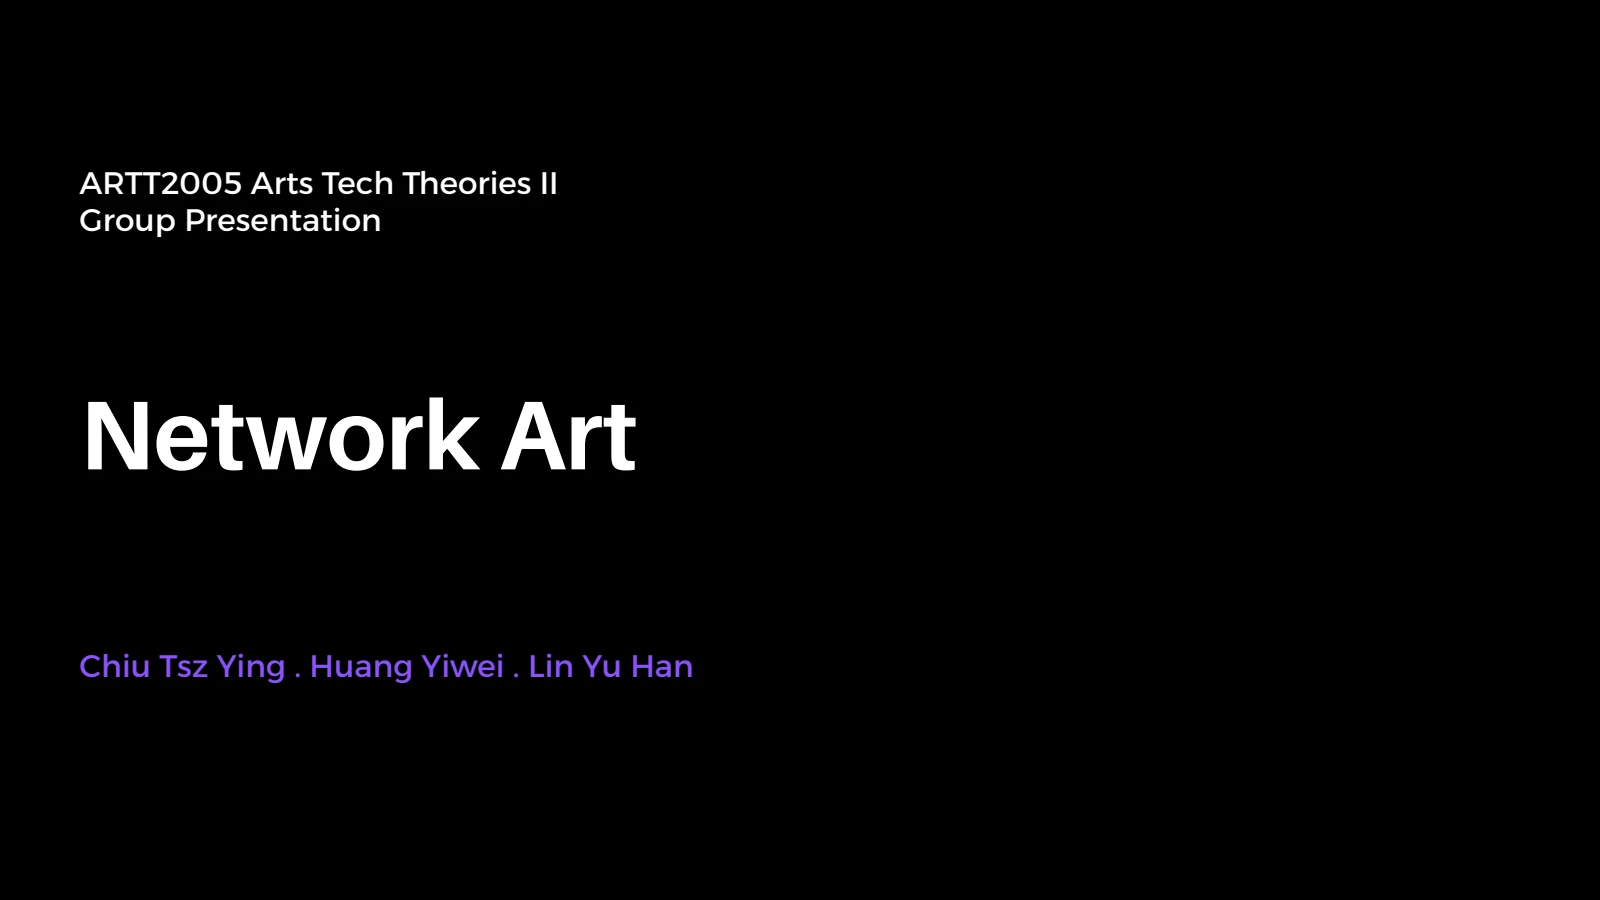 ARTT2005 Arts Tech Theories II
Group Presentation
Network Art
Chiu Tsz Ying . Huang Yiwei . Lin Yu Han